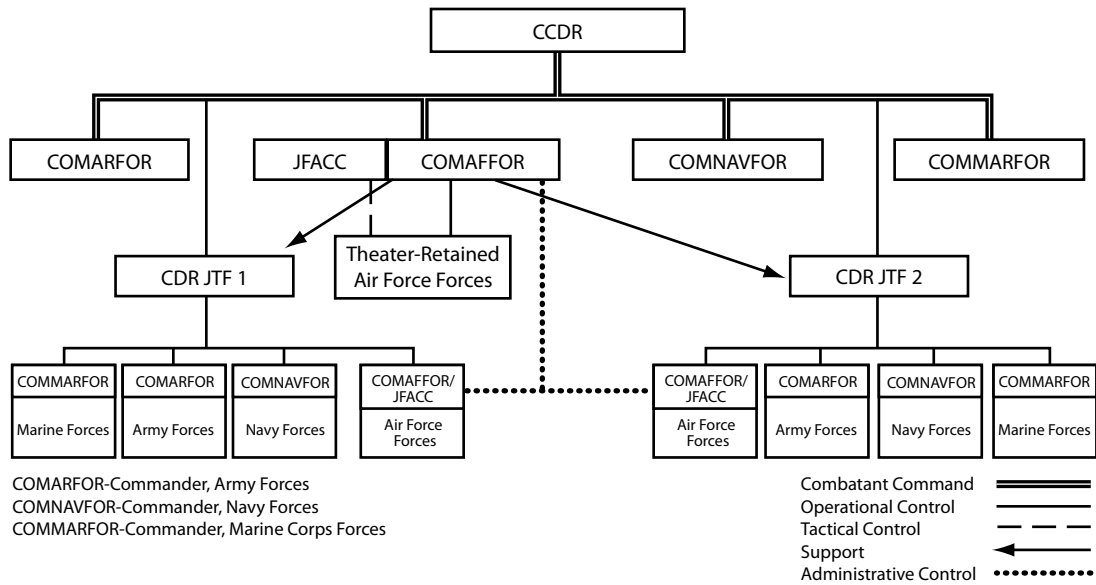 CCDR
COMARFOR
JFACC
COMAFFOR
COMNAVFOR
COMMARFOR
Theater-Retained
Air Force Forces
CDR JTF 1
CDR JTF 2
COMMARFOR
Marine Forces
COMARFOR
Army Forces
COMNAVFOR
Navy Forces
COMAFFOR/
JFACC
Air Force
Forces
COMAFFOR/
JFACC
Air Force
Forces
COMARFOR
Army Forces
COMNAVFOR
Navy Forces
COMMARFOR
Marine Forces
COMARFOR-Commander, Army Forces
COMNAVFOR-Commander, Navy Forces
COMMARFOR-Commander, Marine Corps Forces
Combatant Command
Operational Control
Tactical Control
Support
Administrative Control